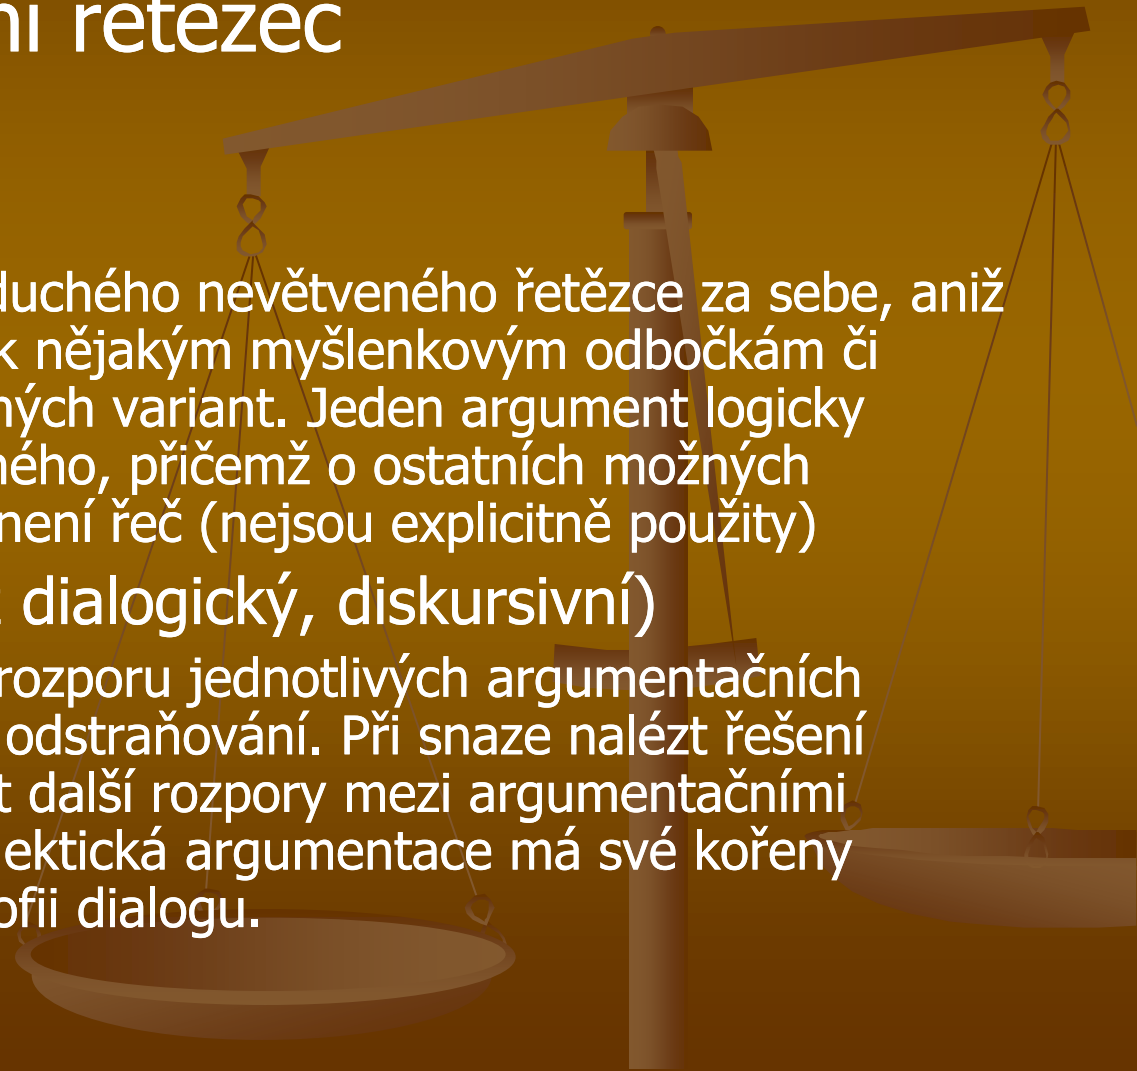 ní řetězec
duchého nevětveného řetězce za sebe, aniž
k nějakým myšlenkovým odbočkám či
ných variant. Jeden argument logicky
ného, přičemž o ostatních možných
není řeč (nejsou explicitně použity)
dialogický, diskursivní)
rozporu jednotlivých argumentačních
odstraňování. Při snaze nalézt řešení
t další rozpory mezi argumentačními
ektická argumentace má své kořeny
ofii dialogu.